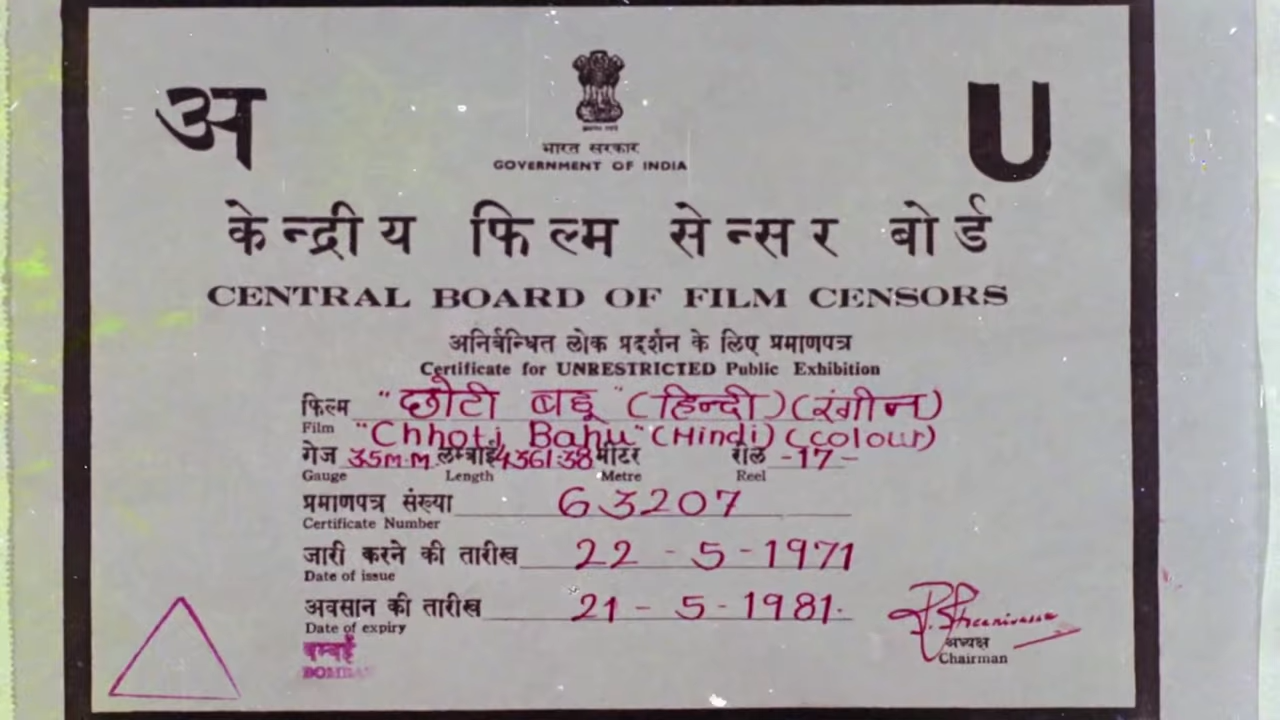 अ
U
भारत सरकार
GOVERNMENT OF INDIA
केन्द्रीय फिल्म सेन्सर बोर्ड
CENTRAL BOARD OF FILM CENSORS
अनिर्बन्धित लोक प्रदर्शन के लिए प्रमाणपत्र
Certificate for UNRESTRICTED Public Exhibition
फिल्म "छोटी बहू" (हिन्दी) (रंगीन)
Film "Chhoti Bahu" (Hindi) (colour)
गेज 35m.m लम्बाई 4361.38 मीटर रील -17-
Gauge Length Metre Reel
प्रमाणपत्र संख्या 63207
Certificate Number
जारी करने की तारीख 22-5-1971
Date of issue
अवसान की तारीख 21-5-1981.
Date of expiry
बम्बई
BOMBAY
अध्यक्ष
Chairman